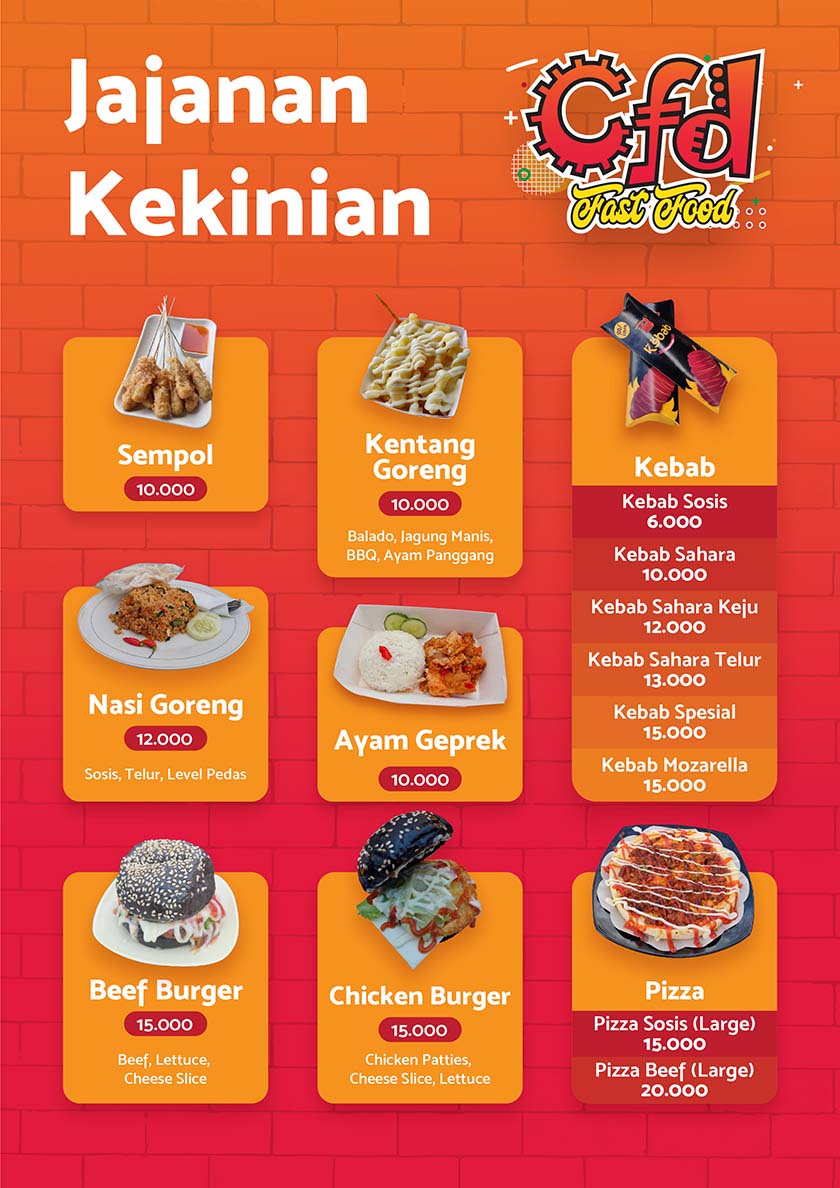 Jajanan
Kekinian
Cfd
Fast Food
Sempol
10.000
Kentang
Goreng
10.000
Balado, Jagung Manis,
BBQ, Ayam Panggang
Kebab
Kebab
Kebab Sosis
6.000
Kebab Sahara
10.000
Kebab Sahara Keju
12.000
Kebab Sahara Telur
13.000
Kebab Spesial
15.000
Kebab Mozarella
15.000
Nasi Goreng
12.000
Sosis, Telur, Level Pedas
Ayam Geprek
10.000
Beef Burger
15.000
Beef, Lettuce,
Cheese Slice
Chicken Burger
15.000
Chicken Patties,
Cheese Slice, Lettuce
Pizza
Pizza Sosis (Large)
15.000
Pizza Beef (Large)
20.000